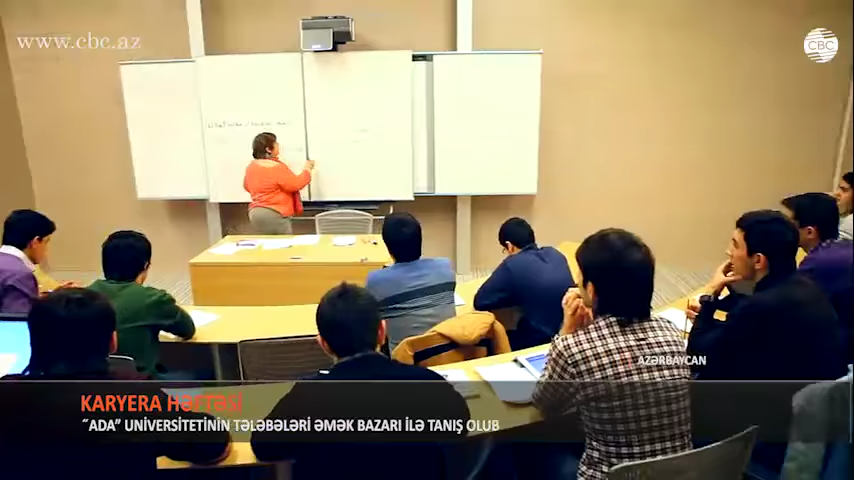 www.cbc.az
CBC
AZƏRBAYCAN
KARYERA HƏFTƏSİ
“ADA” UNİVERSİTETİNİN TƏLƏBƏLƏRİ ƏMƏK BAZARI İLƏ TANIŞ OLUB